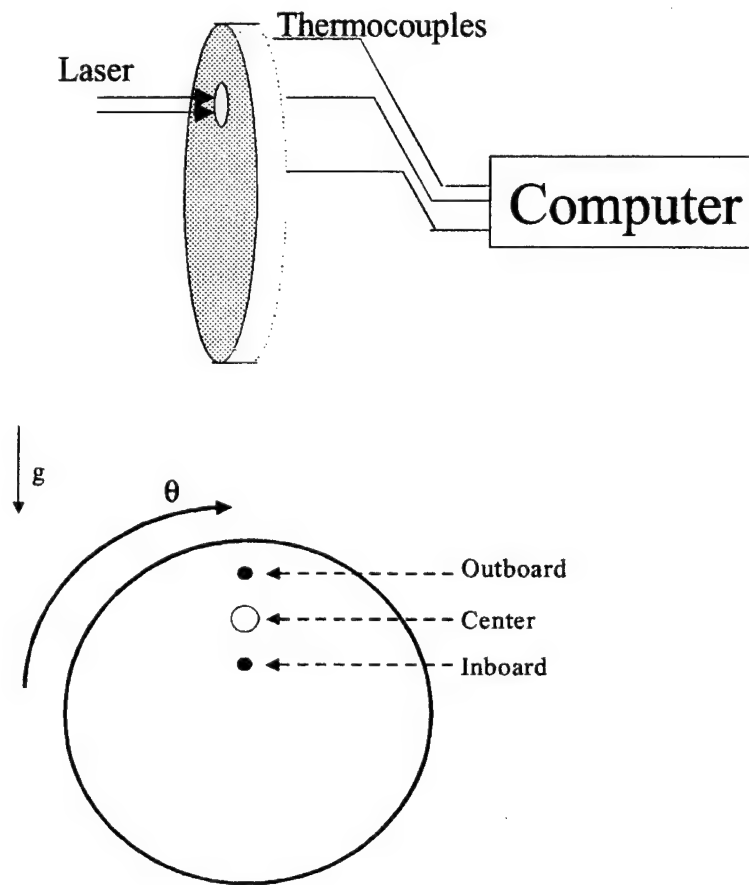 Thermocouples
Laser
Computer
g
θ
Outboard
Center
Inboard